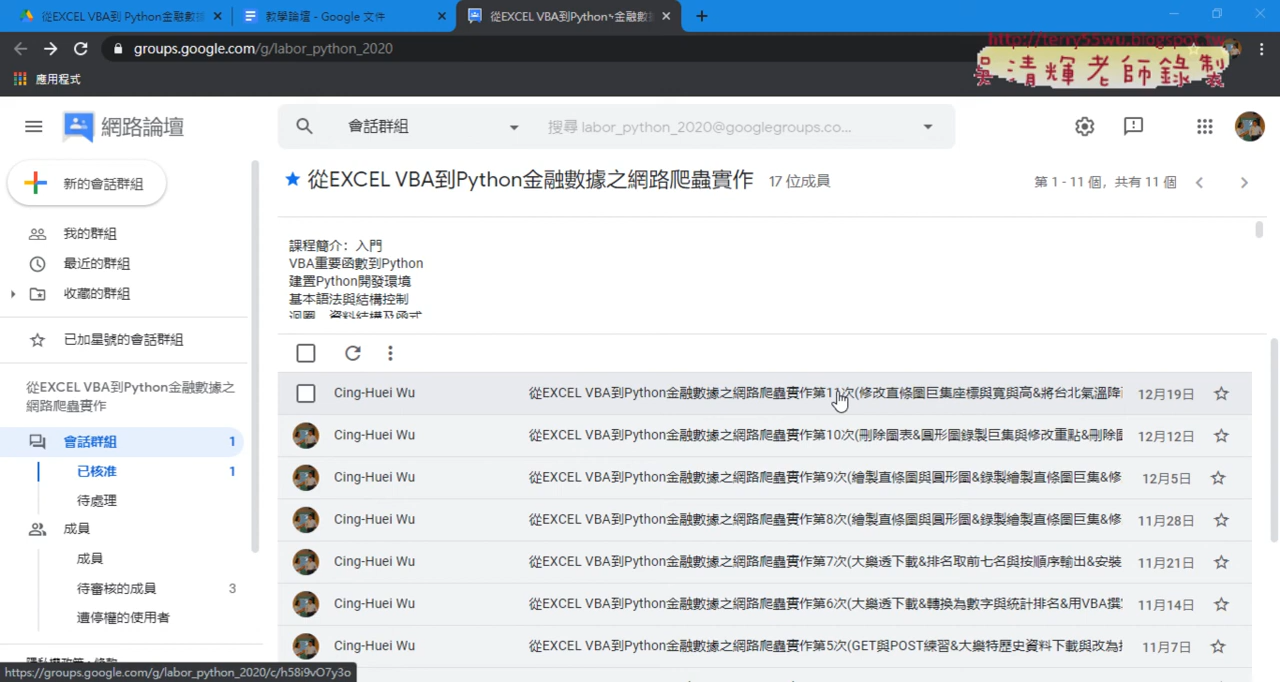 從EXCEL VBA到 Python金融數據
教學論壇 - Google 文件
從EXCEL VBA到Python金融數
groups.google.com/g/labor_python_2020
http://terry55wu.blogspot.tw
吳清輝老師錄製
應用程式
網路論壇
會話群組
搜尋 labor_python_2020@googlegroups.co...
新的會話群組
從EXCEL VBA到Python金融數據之網路爬蟲實作
17 位成員
第 1 - 11 個，共有 11 個
我的群組
最近的群組
收藏的群組
已加星號的會話群組
從EXCEL VBA到Python金融數據之
網路爬蟲實作
會話群組 1
已核准 1
待處理
成員
成員
待審核的成員 3
遭停權的使用者
課程簡介：入門
VBA重要函數到Python
建置Python開發環境
基本語法與結構控制
迴圈、資料結構及函式
Cing-Huei Wu 從EXCEL VBA到Python金融數據之網路爬蟲實作第11次(修改直條圖巨集座標與寬與高&將台北氣溫降 12月19日
Cing-Huei Wu 從EXCEL VBA到Python金融數據之網路爬蟲實作第10次(刪除圖表&圓形圖錄製巨集與修改重點&刪除圖 12月12日
Cing-Huei Wu 從EXCEL VBA到Python金融數據之網路爬蟲實作第9次(繪製直條圖與圓形圖&錄製繪製直條圖巨集&修 12月5日
Cing-Huei Wu 從EXCEL VBA到Python金融數據之網路爬蟲實作第8次(繪製直條圖與圓形圖&錄製繪製直條圖巨集&修 11月28日
Cing-Huei Wu 從EXCEL VBA到Python金融數據之網路爬蟲實作第7次(大樂透下載&排名取前七名與按順序輸出&安裝 11月21日
Cing-Huei Wu 從EXCEL VBA到Python金融數據之網路爬蟲實作第6次(大樂透下載&轉換為數字與統計排名&用VBA撰 11月14日
Cing-Huei Wu 從EXCEL VBA到Python金融數據之網路爬蟲實作第5次(GET與POST練習&大樂特歷史資料下載與改為 11月7日
https://groups.google.com/g/labor_python_2020/c/h58i9vO7y3o